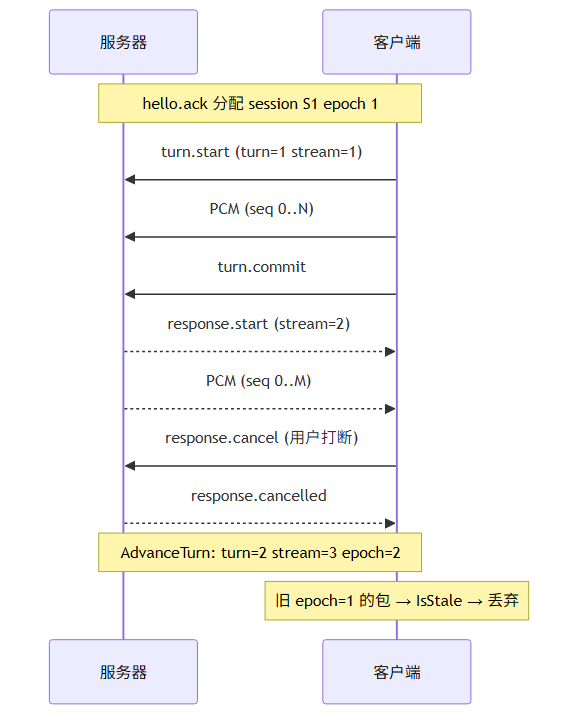 服务器 客户端
hello.ack 分配 session S1 epoch 1
turn.start (turn=1 stream=1)
PCM (seq 0..N)
turn.commit
response.start (stream=2)
PCM (seq 0..M)
response.cancel (用户打断)
response.cancelled
AdvanceTurn: turn=2 stream=3 epoch=2
旧 epoch=1 的包 → IsStale → 丢弃
服务器 客户端